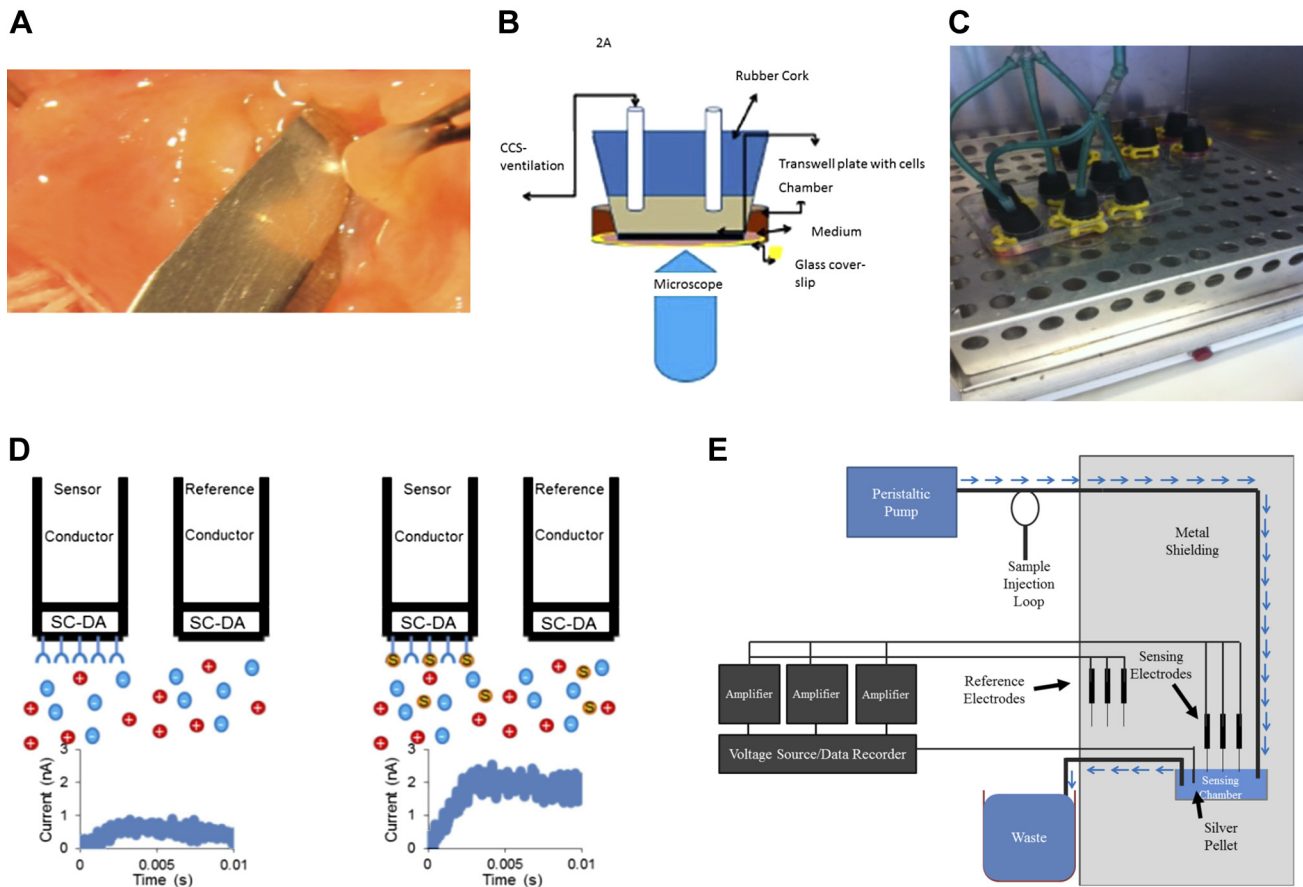 A
B
2A
Rubber Cork
CCS-
ventilation
Transwell plate with cells
Chamber
Medium
Glass cover-
slip
Microscope
C
D
Sensor
Conductor
SC-DA
Reference
Conductor
SC-DA
Sensor
Conductor
SC-DA
Reference
Conductor
SC-DA
S S S
S
S S
S
+ + + + + + + +
- - - - - - - -
3
2
1
0
Current (nA)
0 0.005 0.01
Time (s)
3
2
1
0
Current (nA)
0 0.005 0.01
Time (s)
E
Peristaltic
Pump
Sample
Injection
Loop
Metal
Shielding
Reference
Electrodes
Sensing
Electrodes
Amplifier
Amplifier
Amplifier
Voltage Source/Data Recorder
Sensing
Chamber
Waste
Silver
Pellet